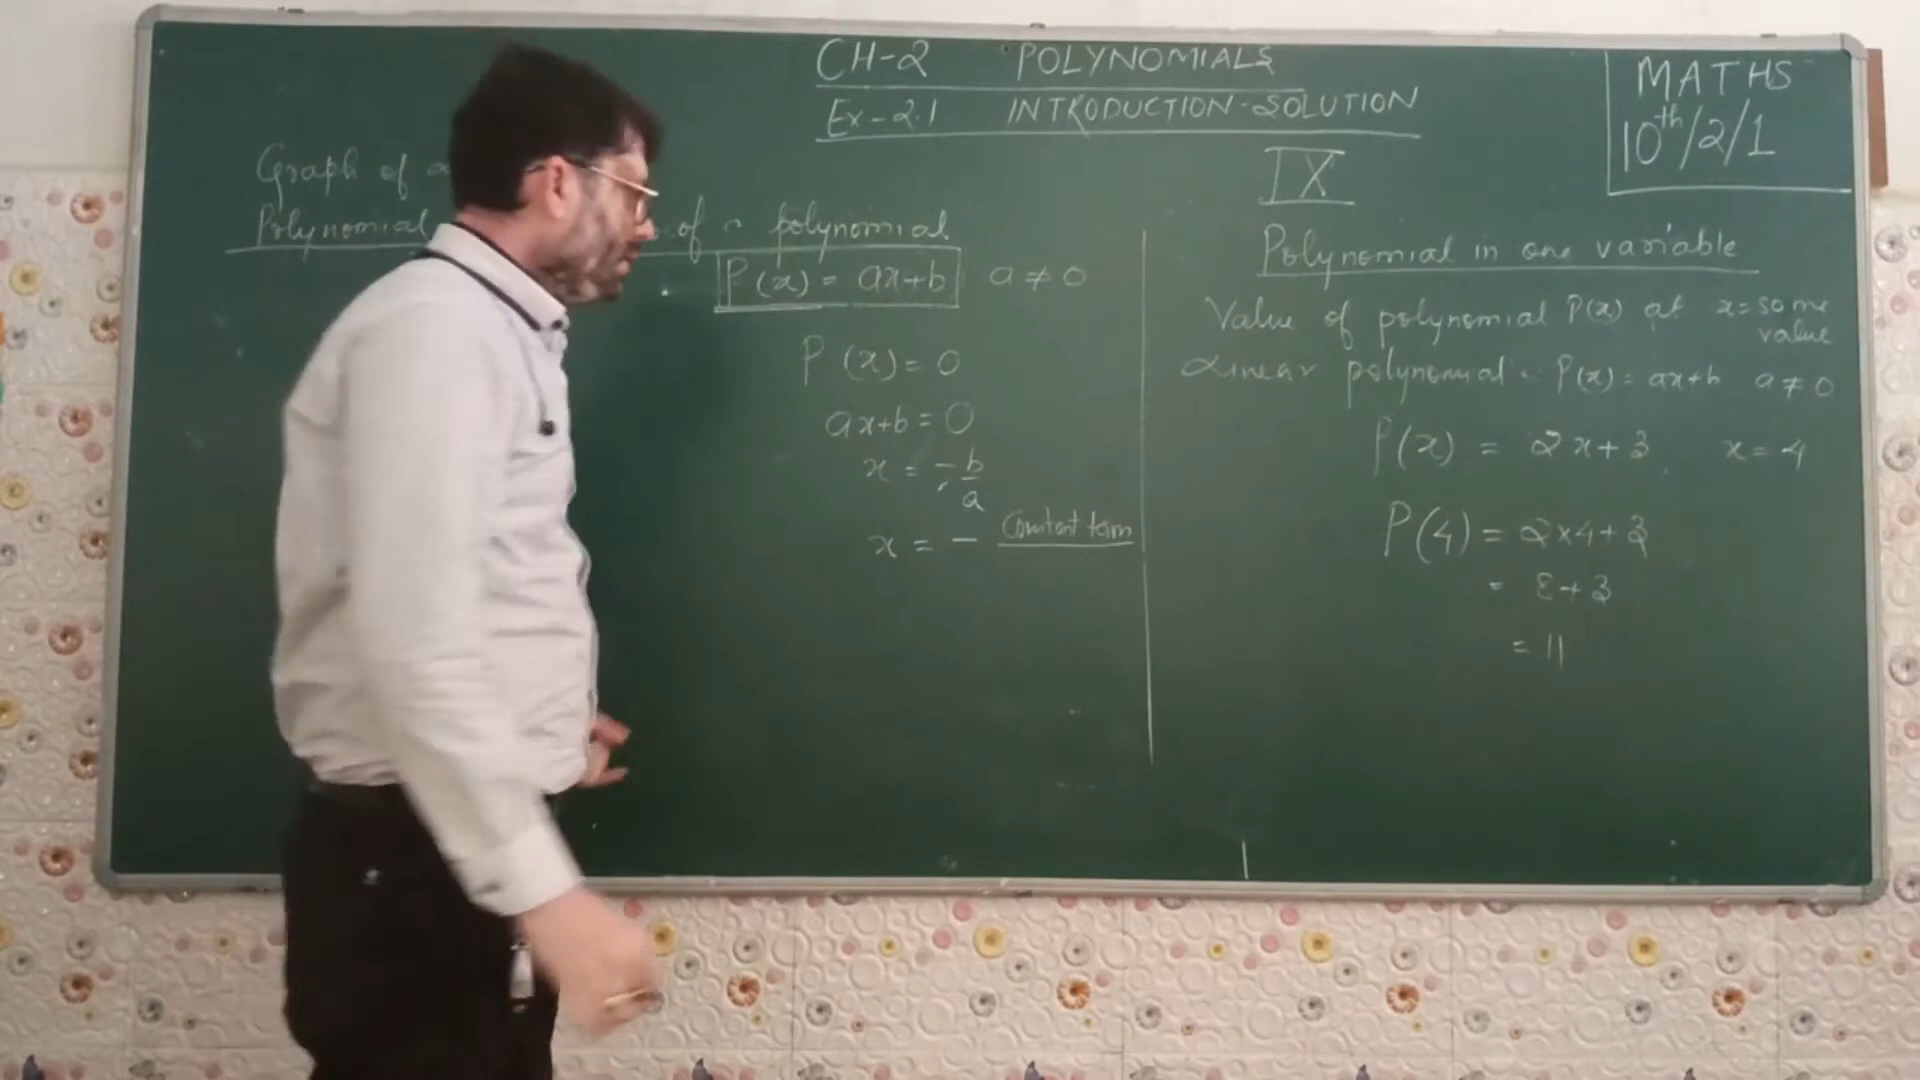 CH-2 POLYNOMIALS
Ex-2.1 INTRODUCTION-SOLUTION
MATHS
10th/2/1
Graph of a
Polynomial of a polynomial
P(x) = ax+b a ≠ 0
P(x) = 0
ax+b = 0
x = -b/a
x = - Constant term
IX
Polynomial in one variable
Value of polynomial P(x) at x = some
value
Linear polynomial : P(x) = ax+b a ≠ 0
P(x) = 2x+3, x = 4
P(4) = 2×4+3
= 8+3
= 11